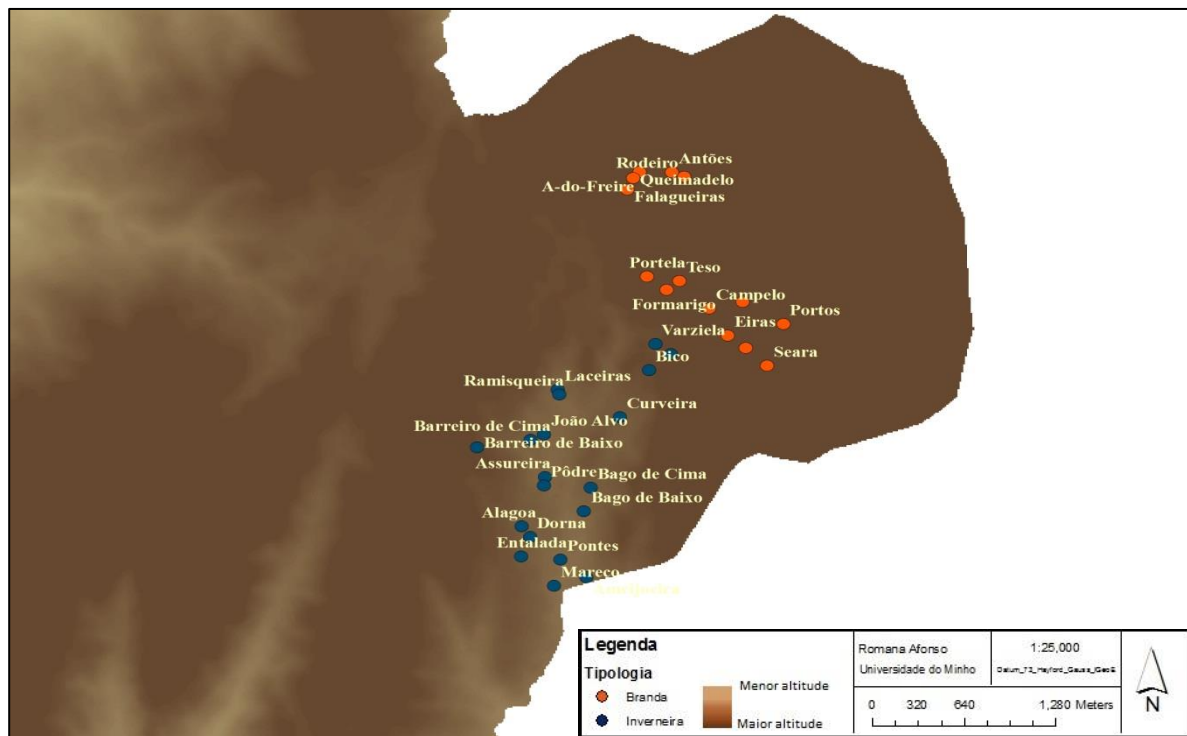 Rodeiro
Antões
A-do-Freire
Queimadelo
Falagueiras
Portela
Teso
Formarigo
Campelo
Portos
Varziela
Eiras
Bico
Seara
Ramisqueira
Laceiras
Curveira
Barreiro de Cima
João Alvo
Barreiro de Baixo
Assureira
Pôdre
Bago de Cima
Bago de Baixo
Alagoa
Dorna
Entalada
Pontes
Mareco
Legenda
Tipologia
Branda
Inverneira
Menor altitude
Maior altitude
Romana Afonso
Universidade do Minho
1:25,000
Datum_73_Hayford_Gauss_IGeoE
0 320 640 1,280 Meters
N